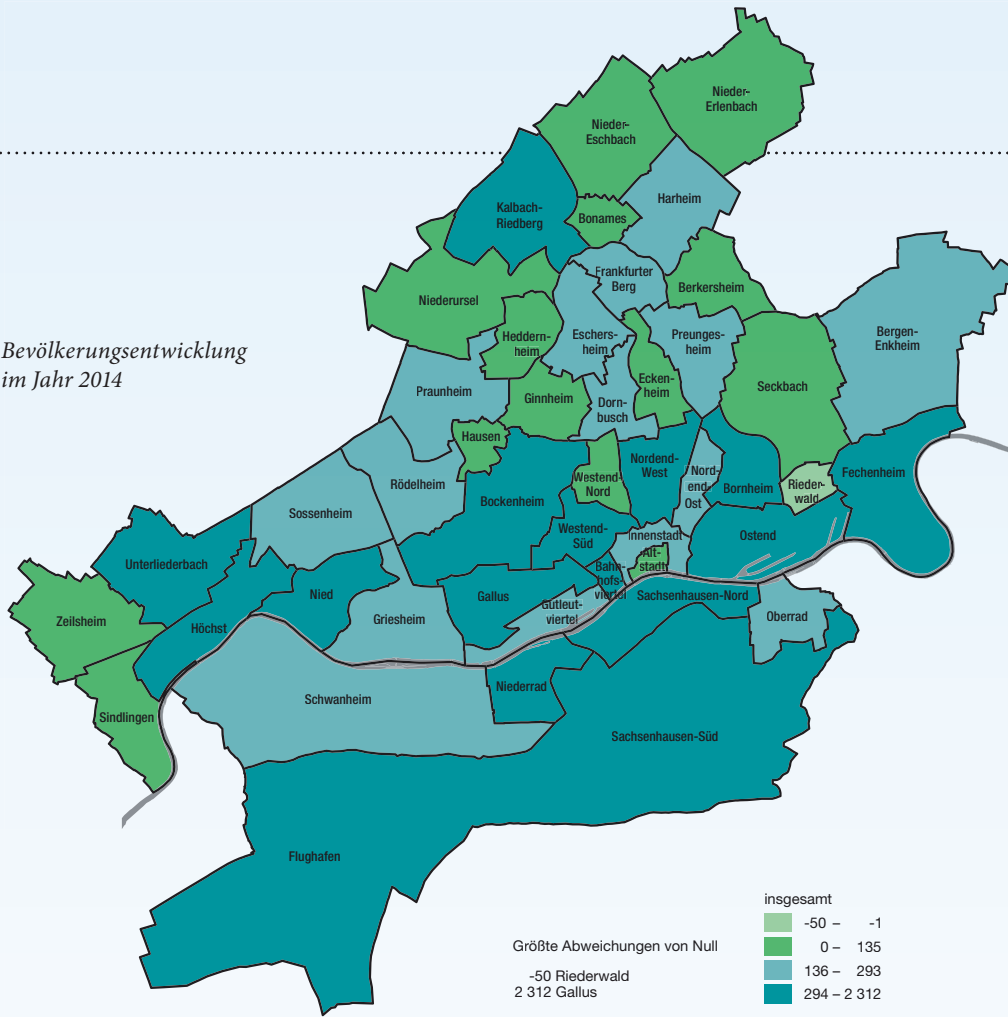 Nieder-
Erlenbach
Nieder-
Eschbach
Harheim
Kalbach-
Riedberg
Bonames
Frankfurter
Berg
Berkersheim
Niederursel
Bergen-
Enkheim
Heddern-
heim
Eschers-
heim
Preunges-
heim
Bevölkerungsentwicklung
im Jahr 2014
Praunheim
Ginnheim
Ecken-
heim
Seckbach
Dorn-
busch
Hausen
Nordend-
West
Nord-
end-
Ost
Fechenheim
Rödelheim
Bockenheim
Westend-
Nord
Bornheim
Rieder-
wald
Sossenheim
Westend-
Süd
Innenstadt
Ostend
Alt-
stadt
Unterliederbach
Bahn-
hofs-
viertel
Nied
Gallus
Sachsenhausen-Nord
Gutleut-
viertel
Zeilsheim
Höchst
Griesheim
Oberrad
Niederrad
Schwanheim
Sindlingen
Sachsenhausen-Süd
Flughafen
Größte Abweichungen von Null
-50 Riederwald
2 312 Gallus
insgesamt
-50 – -1
0 – 135
136 – 293
294 – 2 312